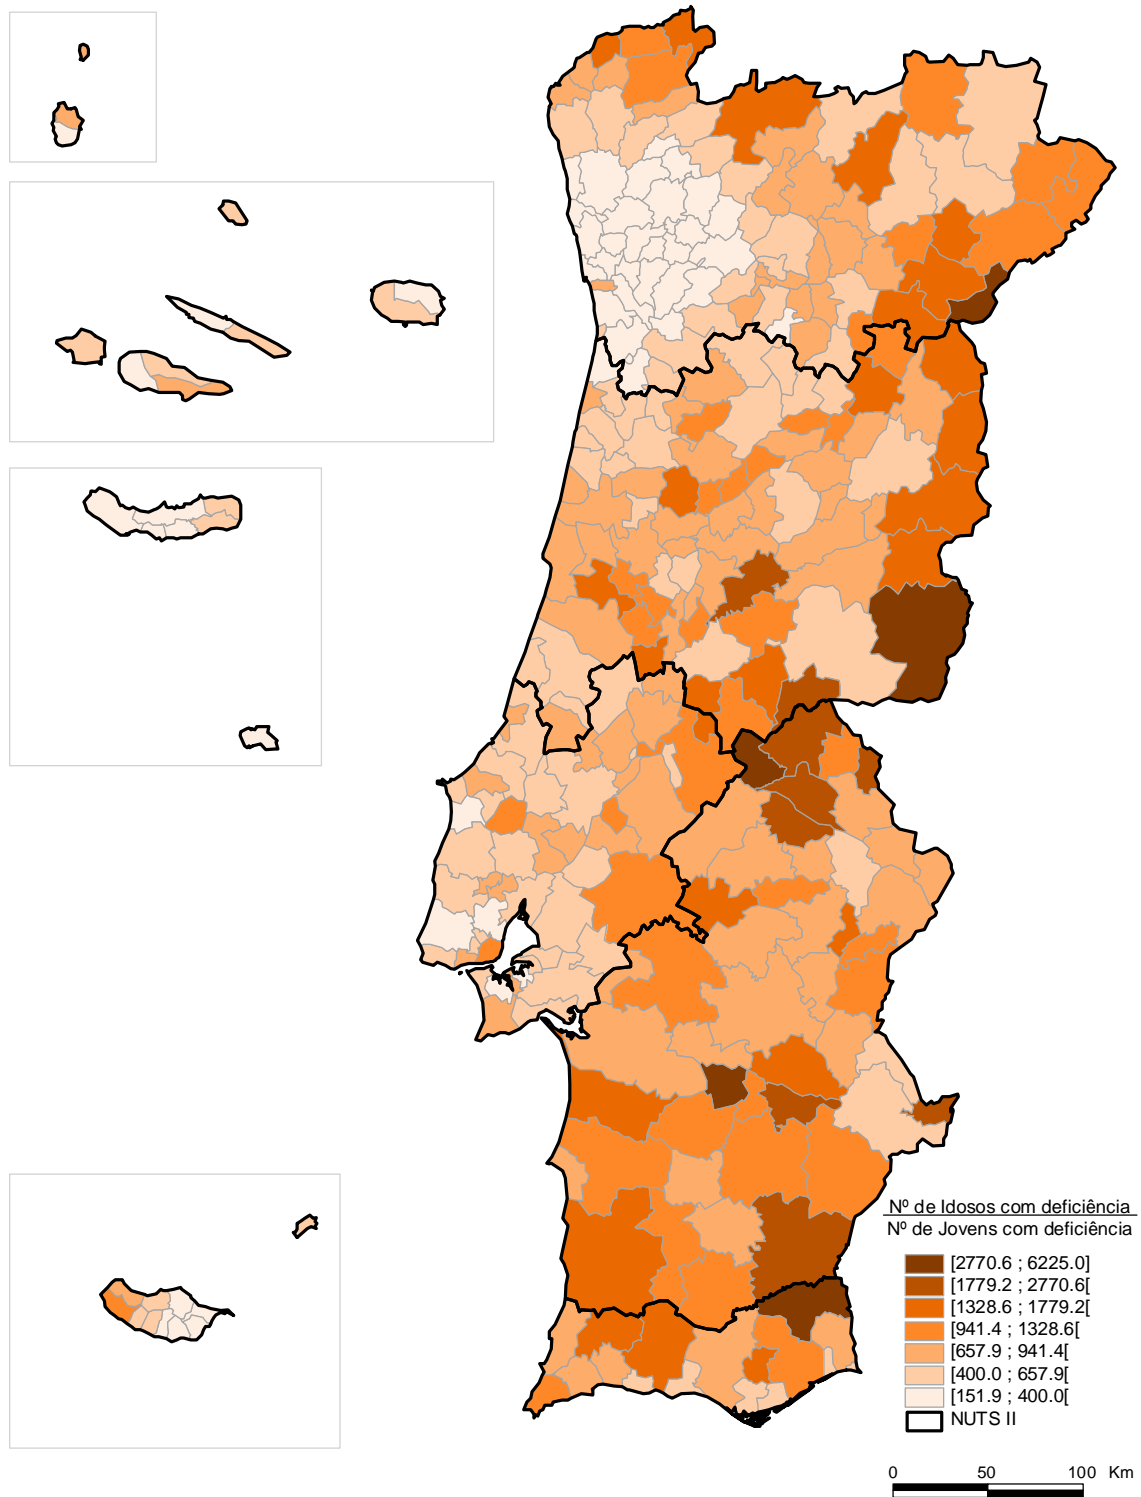 Nº de Idosos com deficiência
Nº de Jovens com deficiência
[2770.6 ; 6225.0]
[1779.2 ; 2770.6[
[1328.6 ; 1779.2[
[941.4 ; 1328.6[
[657.9 ; 941.4[
[400.0 ; 657.9[
[151.9 ; 400.0[
NUTS II
0 50 100 Km